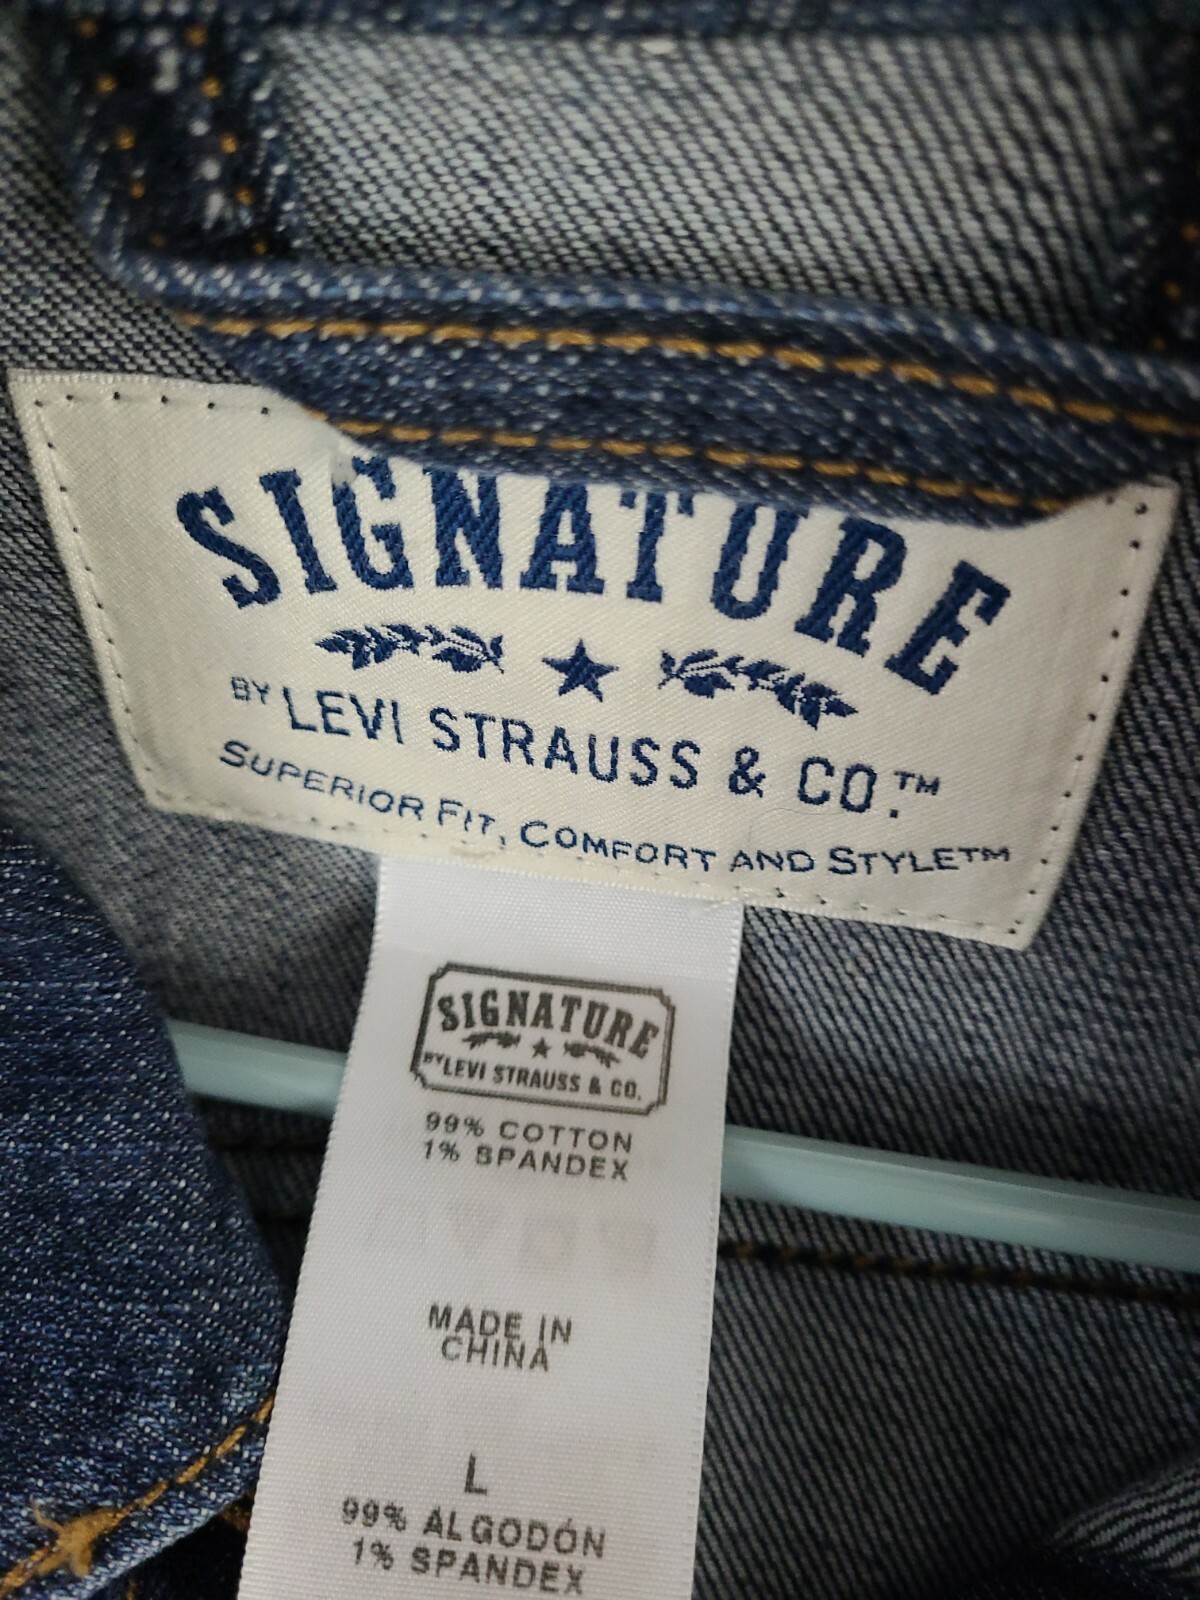 SIGNATURE
BY LEVI STRAUSS & CO.™
SUPERIOR FIT, COMFORT AND STYLE™
SIGNATURE
BY LEVI STRAUSS & CO.
99% COTTON
1% SPANDEX
MADE IN
CHINA
L
99% ALGODÓN
1% SPANDEX